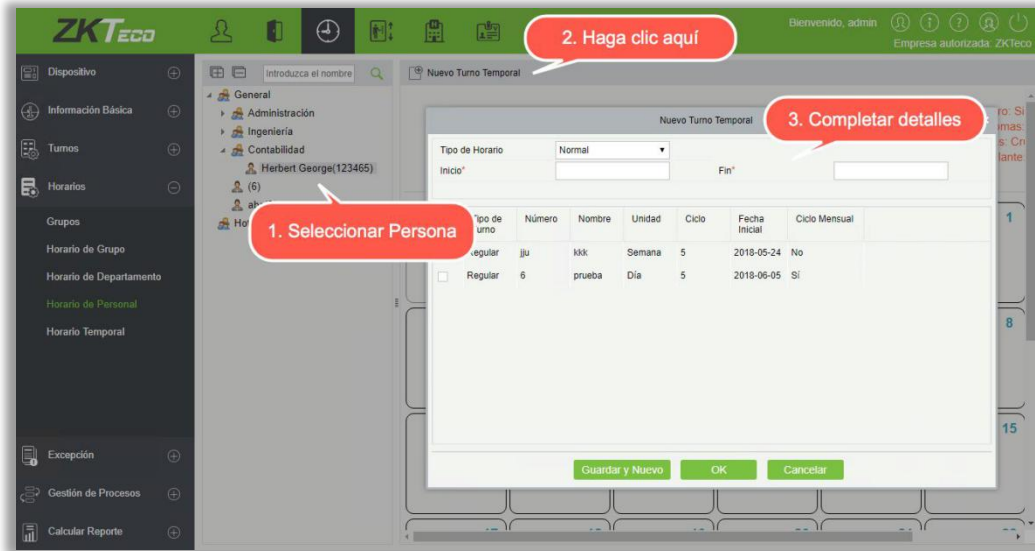 ZKTeco
Bienvenido, admin
Empresa autorizada: ZKTeco
2. Haga clic aquí
Dispositivo
Información Básica
Turnos
Horarios
Grupos
Horario de Grupo
Horario de Departamento
Horario de Personal
Horario Temporal
Excepción
Gestión de Procesos
Calcular Reporte
Introduzca el nombre
General
Administración
Ingeniería
Contabilidad
Herbert George(123465)
(6)
1. Seleccionar Persona
Nuevo Turno Temporal
Nuevo Turno Temporal
3. Completar detalles
Tipo de Horario Normal
Inicio* Fin*
Tipo de Turno Número Nombre Unidad Ciclo Fecha Inicial Ciclo Mensual
Regular jju kkk Semana 5 2018-05-24 No
Regular 6 prueba Día 5 2018-06-05 Sí
Guardar y Nuevo OK Cancelar
1
8
15